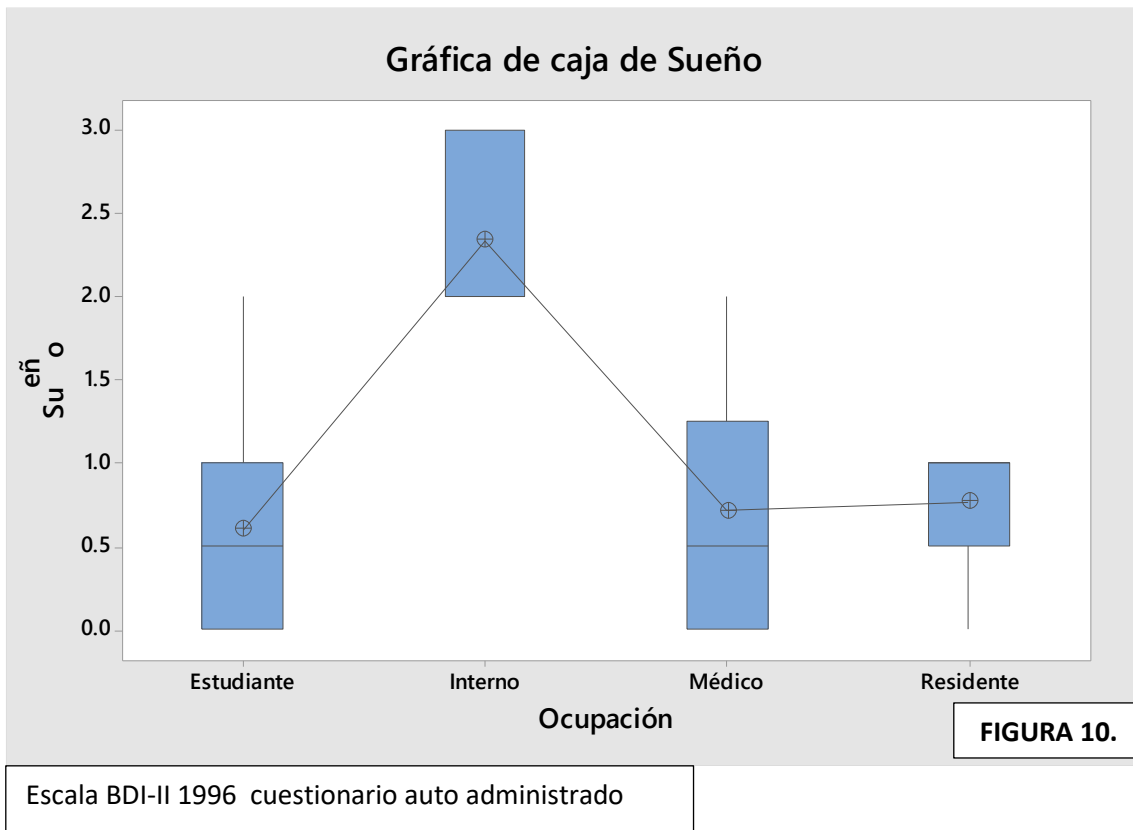 Gráfica de caja de Sueño
3.0
2.5
2.0
1.5
1.0
0.5
0.0
Sueño
Estudiante Interno Médico Residente
Ocupación
FIGURA 10.
Escala BDI-II 1996 cuestionario auto administrado